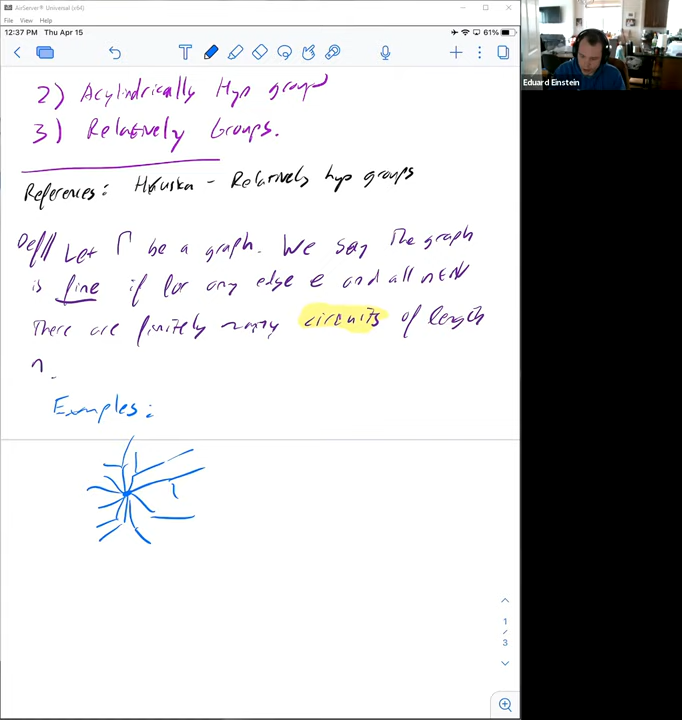 AirServer® Universal (x64)
File View Help
12:37 PM Thu Apr 15
61%
T
Eduard Einstein
2) Acylindrically Hyp groups
3) Relatively Groups.
References: Hruska - Relatively hyp groups
Def// Let Γ be a graph. We say The graph
is fine if for any edge e and all n∈N
There are finitely many circuits of length
n.
Examples:
1
/
3